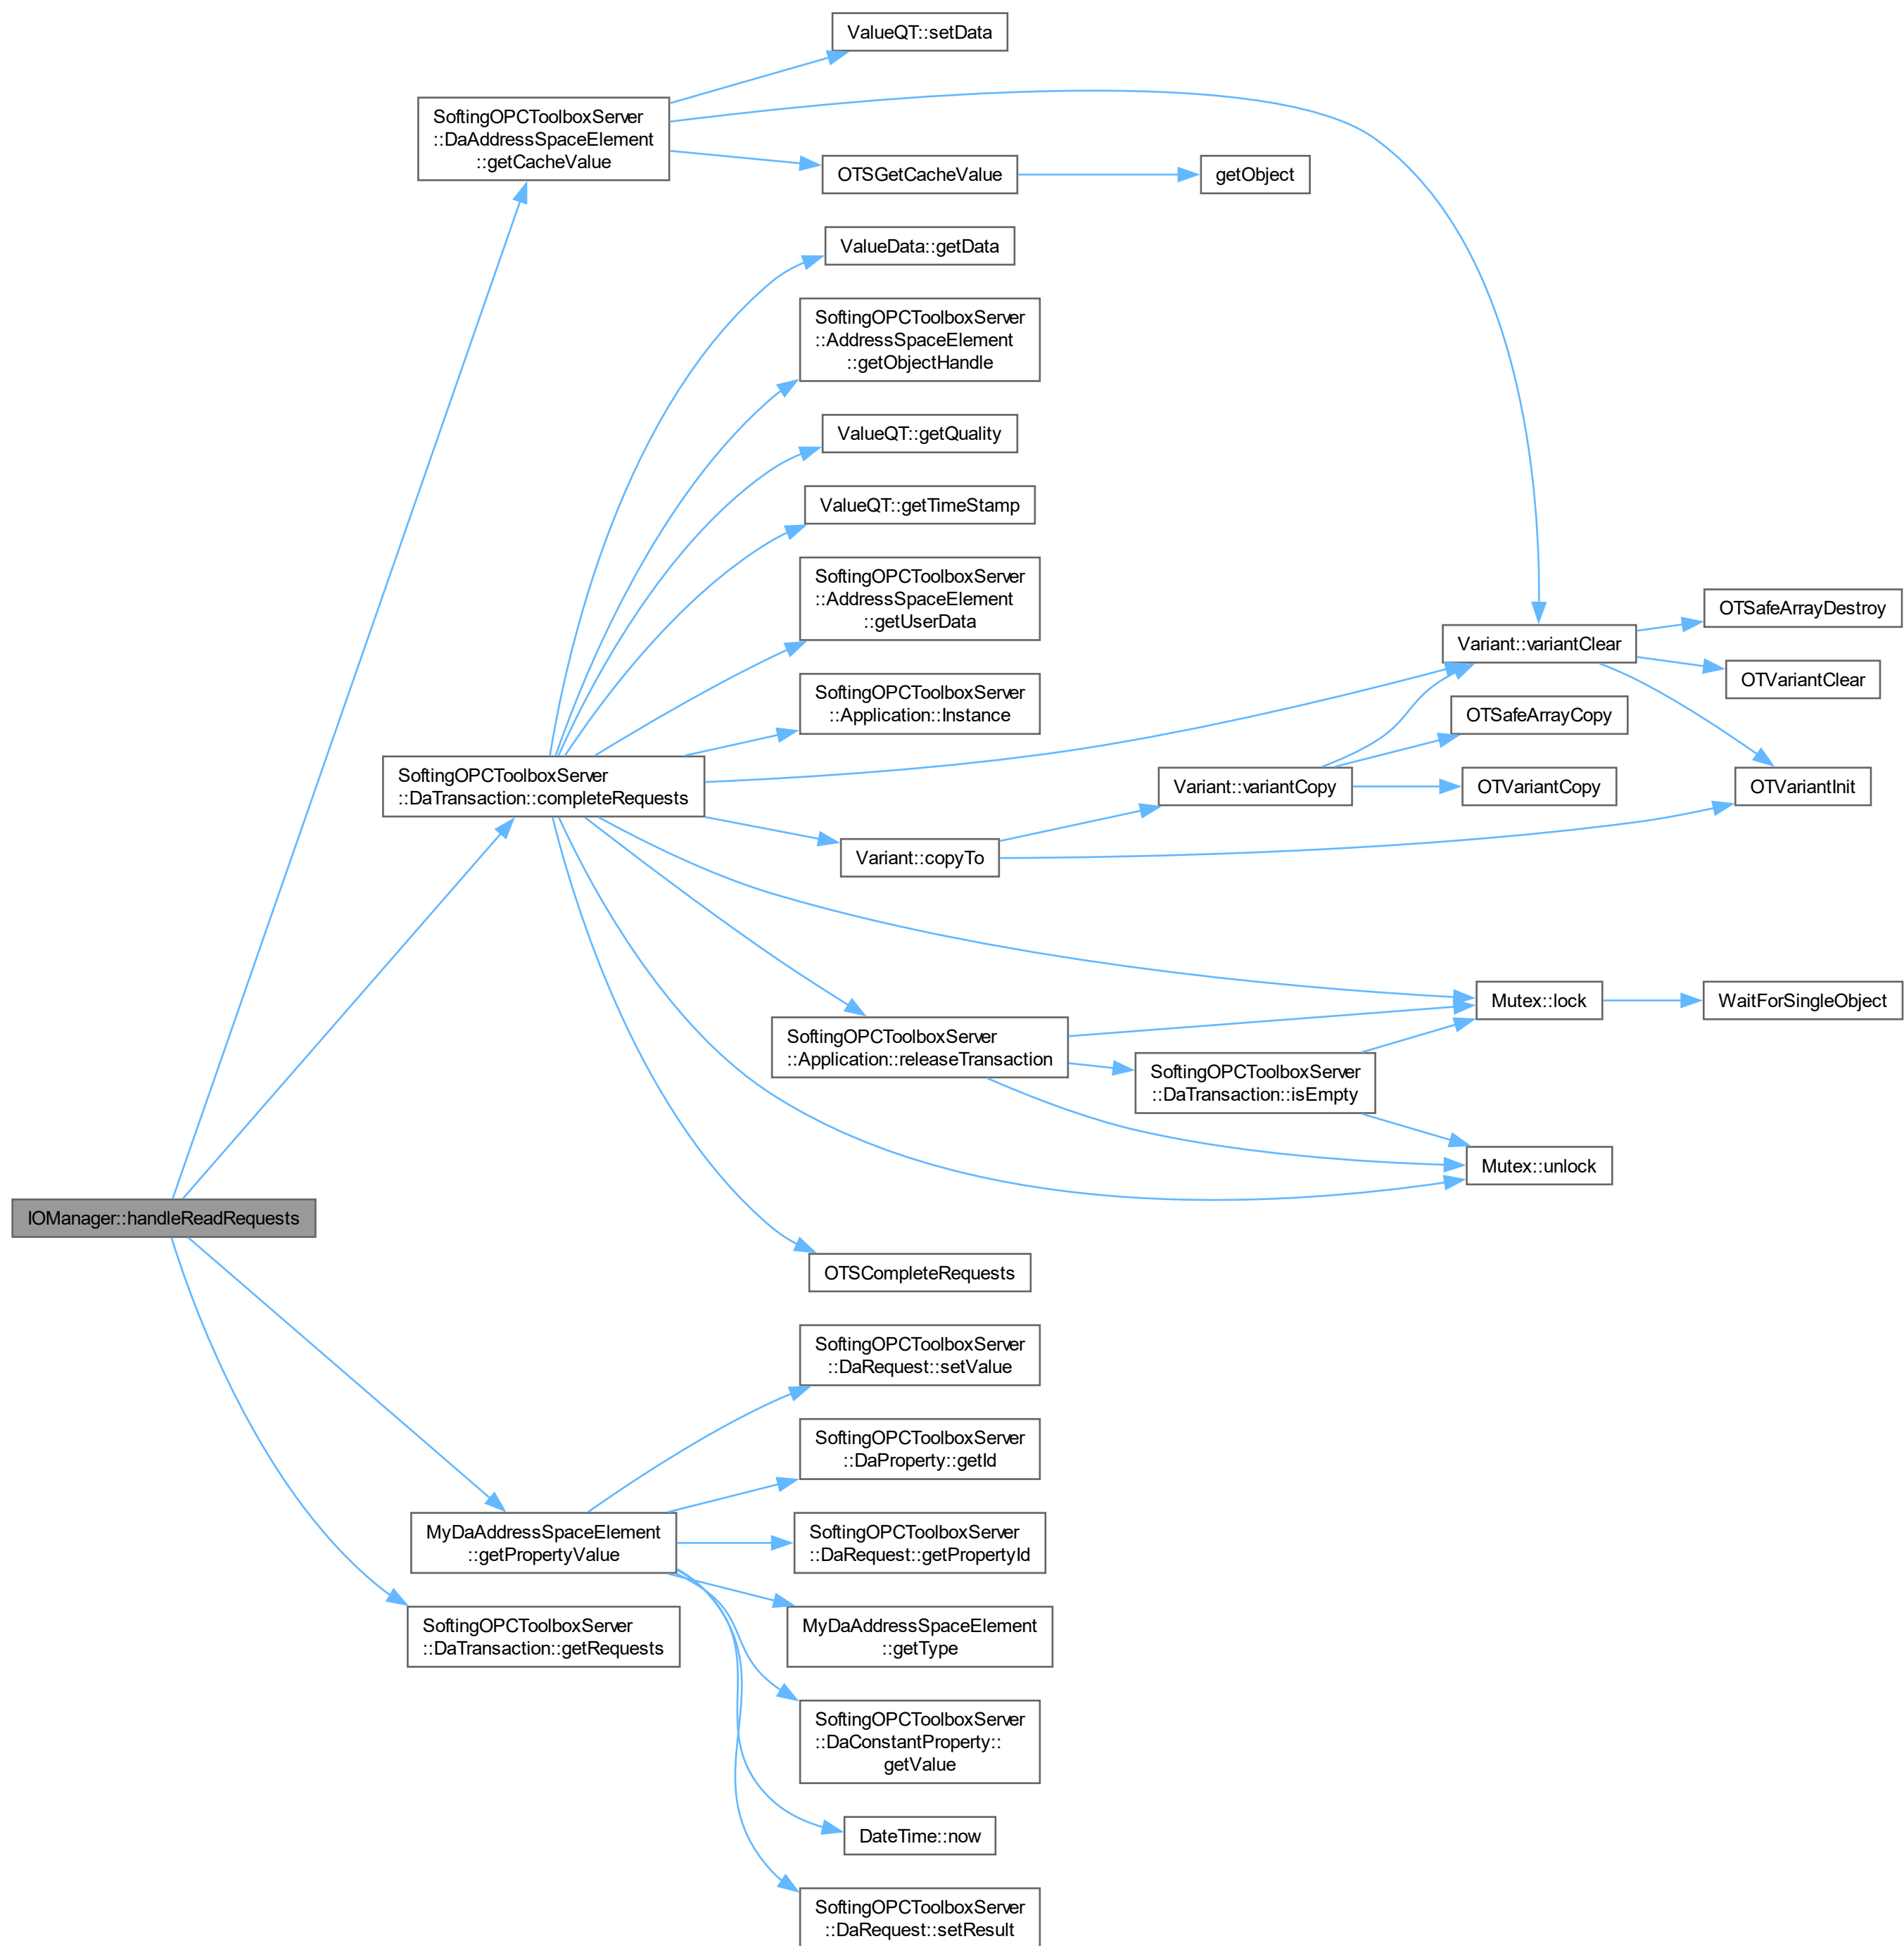 ValueQT::setData
SoftingOPCToolboxServer
::DaAddressSpaceElement
::getCacheValue
OTSGetCacheValue
getObject
ValueData::getData
SoftingOPCToolboxServer
::AddressSpaceElement
::getObjectHandle
ValueQT::getQuality
ValueQT::getTimeStamp
SoftingOPCToolboxServer
::AddressSpaceElement
::getUserData
OTSafeArrayDestroy
Variant::variantClear
OTVariantClear
SoftingOPCToolboxServer
::Application::Instance
OTSafeArrayCopy
SoftingOPCToolboxServer
::DaTransaction::completeRequests
Variant::variantCopy
OTVariantCopy
OTVariantInit
Variant::copyTo
Mutex::lock
WaitForSingleObject
SoftingOPCToolboxServer
::Application::releaseTransaction
SoftingOPCToolboxServer
::DaTransaction::isEmpty
Mutex::unlock
IOManager::handleReadRequests
OTSCompleteRequests
SoftingOPCToolboxServer
::DaRequest::setValue
SoftingOPCToolboxServer
::DaProperty::getId
MyDaAddressSpaceElement
::getPropertyValue
SoftingOPCToolboxServer
::DaRequest::getPropertyId
SoftingOPCToolboxServer
::DaTransaction::getRequests
MyDaAddressSpaceElement
::getType
SoftingOPCToolboxServer
::DaConstantProperty::
getValue
DateTime::now
SoftingOPCToolboxServer
::DaRequest::setResult